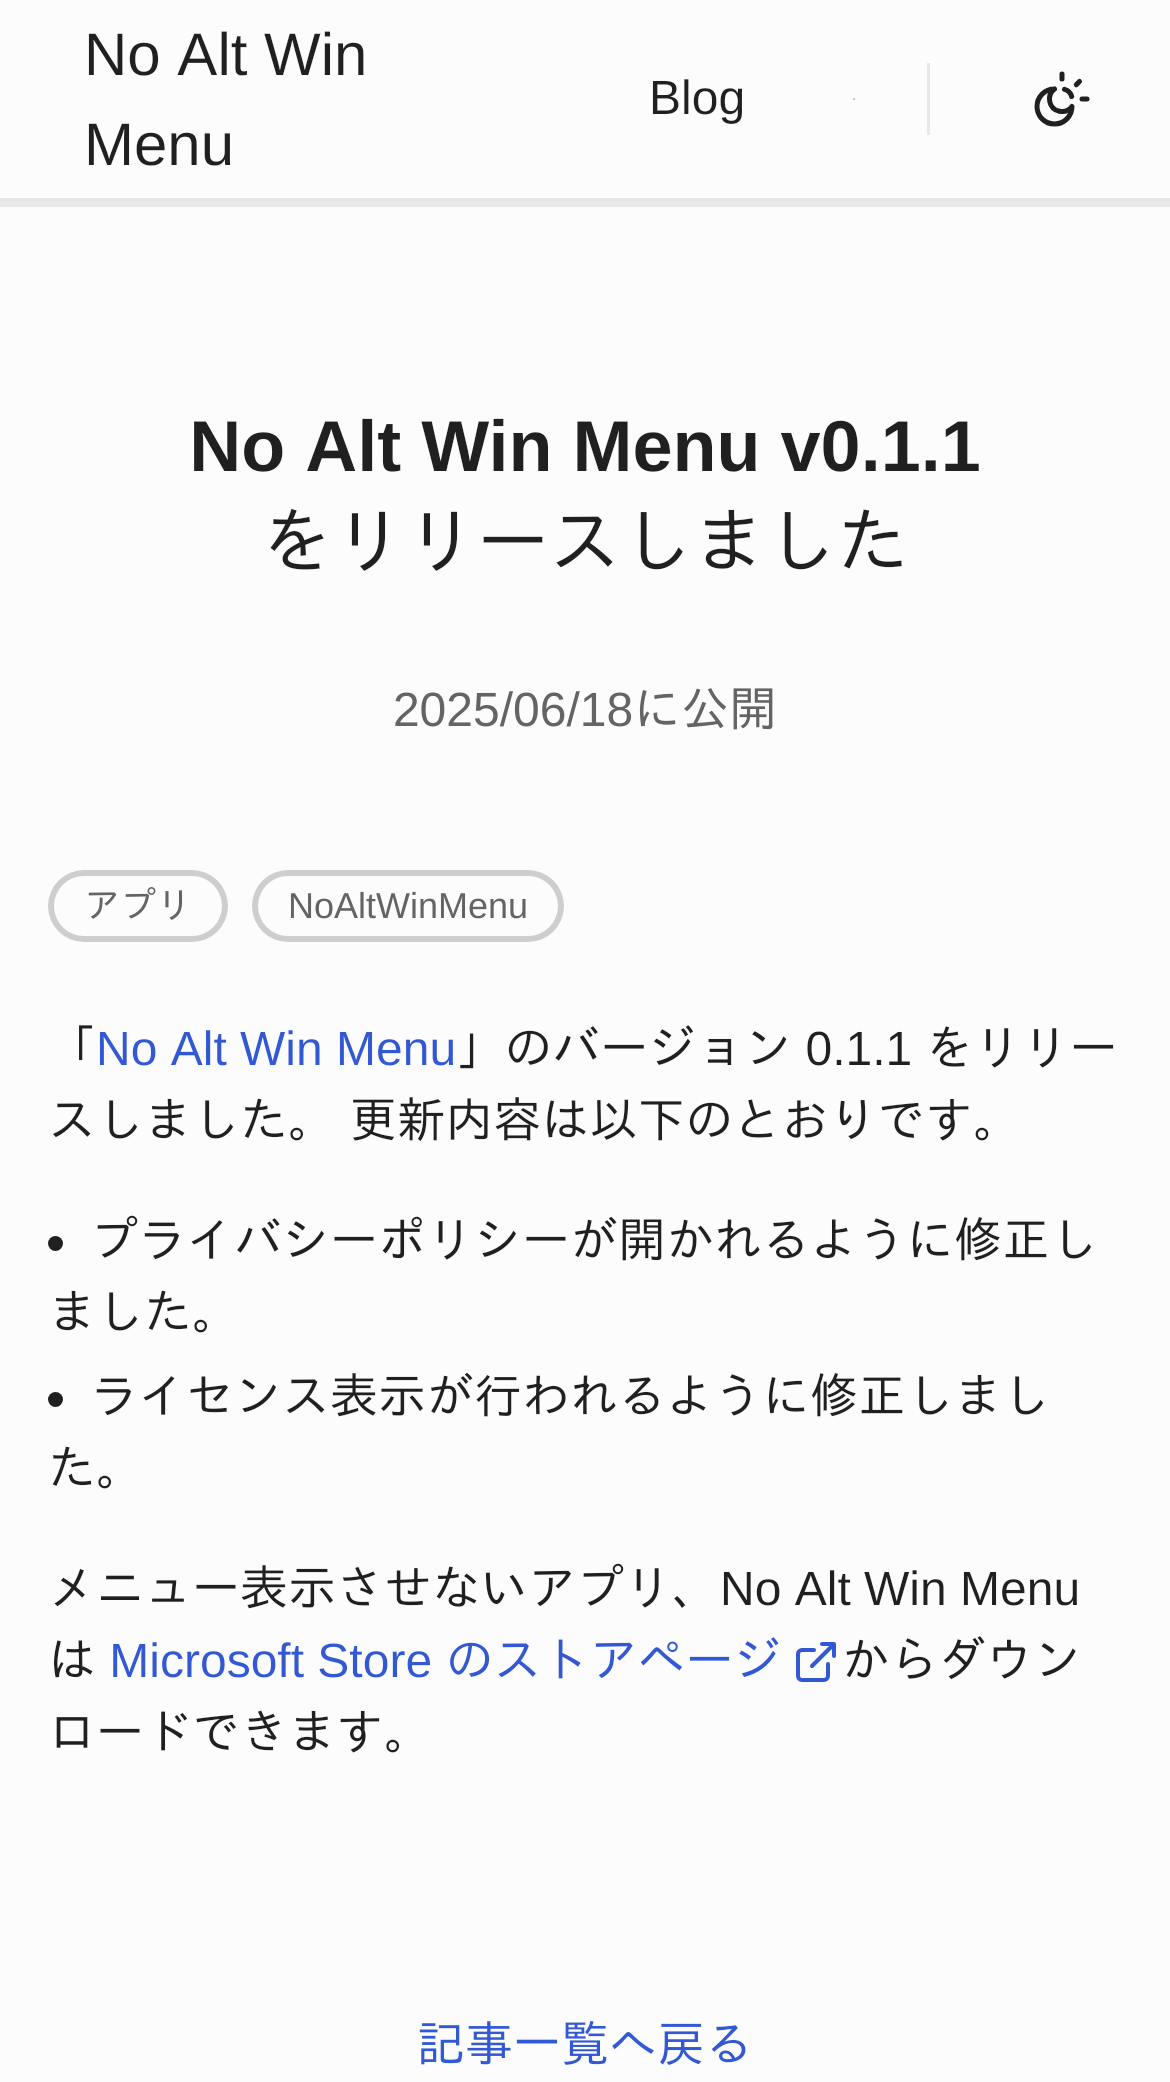 No Alt Win
Menu
Blog
No Alt Win Menu v0.1.1
をリリースしました
2025/06/18に公開
アプリ
NoAltWinMenu
「No Alt Win Menu」のバージョン 0.1.1 をリリー
スしました。 更新内容は以下のとおりです。
• プライバシーポリシーが開かれるように修正し
ました。
• ライセンス表示が行われるように修正しまし
た。
メニュー表示させないアプリ、No Alt Win Menu
は Microsoft Store のストアページ からダウン
ロードできます。
記事一覧へ戻る